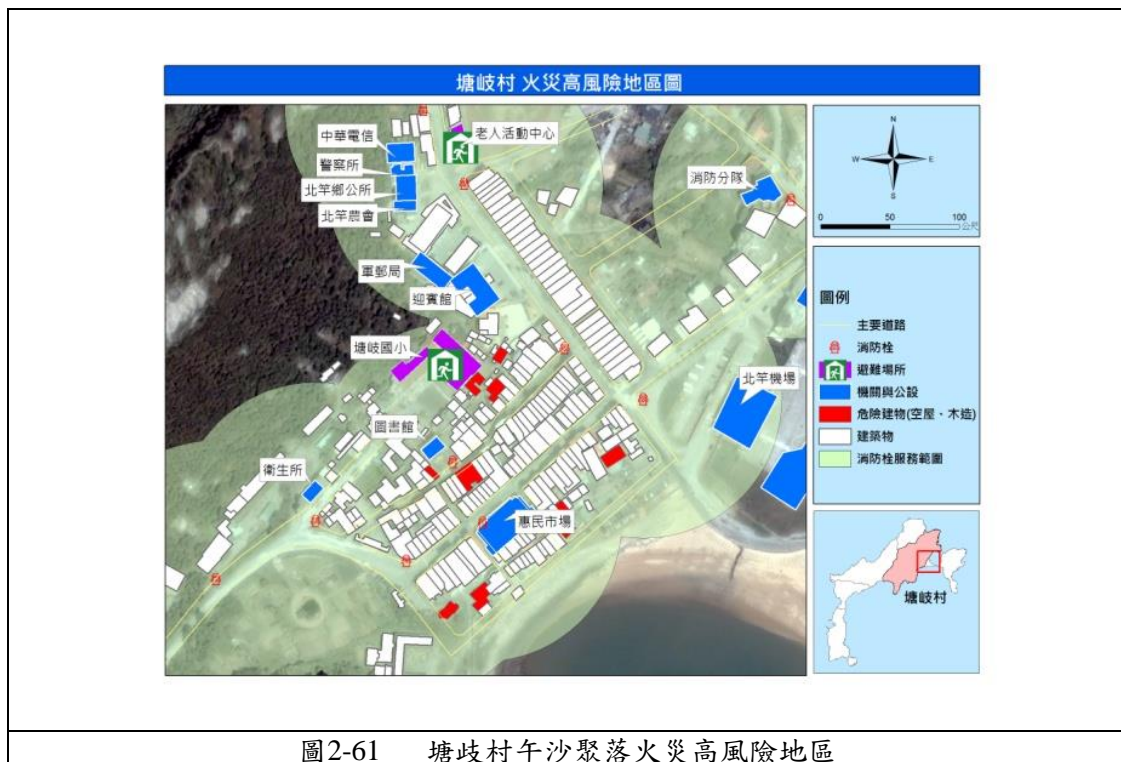 塘岐村 火災高風險地區圖
中華電信
老人活動中心
警察所
北竿鄉公所
北竿農會
消防分隊
軍郵局
迎賓館
塘岐國小
北竿機場
圖書館
衛生所
惠民市場
N
W
E
S
0
50
100
公尺
圖例
主要道路
消防栓
避難場所
機關與公設
危險建物(空屋、木造)
建築物
消防栓服務範圍
塘岐村
圖2-61 塘歧村午沙聚落火災高風險地區